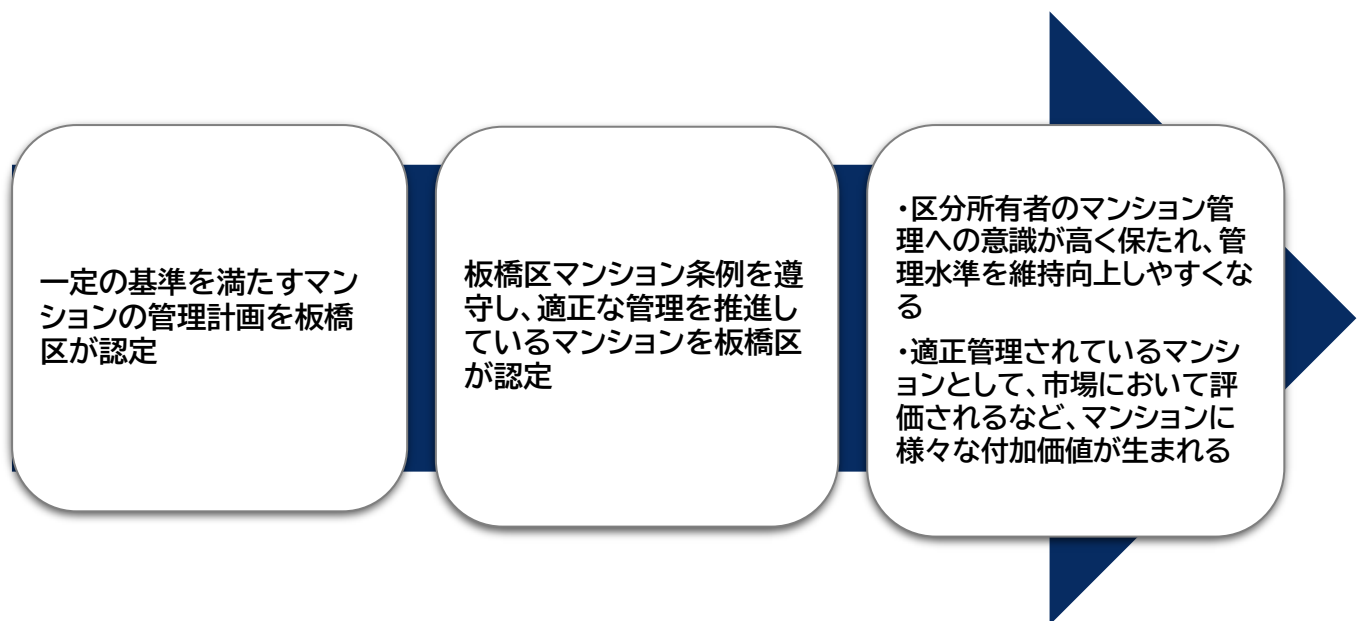 一定の基準を満たすマン
ションの管理計画を板橋
区が認定
板橋区マンション条例を遵
守し、適正な管理を推進し
ているマンションを板橋区
が認定
・区分所有者のマンション管
理への意識が高く保たれ、管
理水準を維持向上しやすくな
る
・適正管理されているマンシ
ョンとして、市場において評
価されるなど、マンションに
様々な付加価値が生まれる